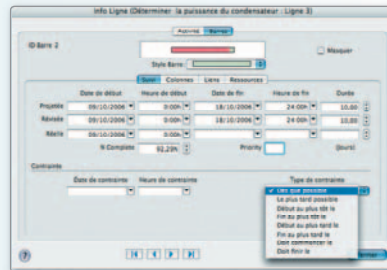 Info Ligne (Déterminer la puissance du condensateur : Ligne 3)
Activité Barres
ID Barre 2
Masquer
Style Barre
Suivi Colonnes Liens Ressources
Date de début Heure de début Date de fin Heure de fin Durée
Projetée 09/10/2006 0:00h 18/10/2006 24:00h 10,00
Révisée 09/10/2006 0:00h 18/10/2006 24:00h 10,00
Réelle 09/10/2006 0:00h
% Complete 92,29% Priority (jours)
Contrainte
Date de contrainte Heure de contrainte Type de contrainte
Dès que possible
Le plus tard possible
Début au plus tôt le
Fin au plus tôt le
Début au plus tard le
Fin au plus tard le
Doit commencer le
Doit finir le
?